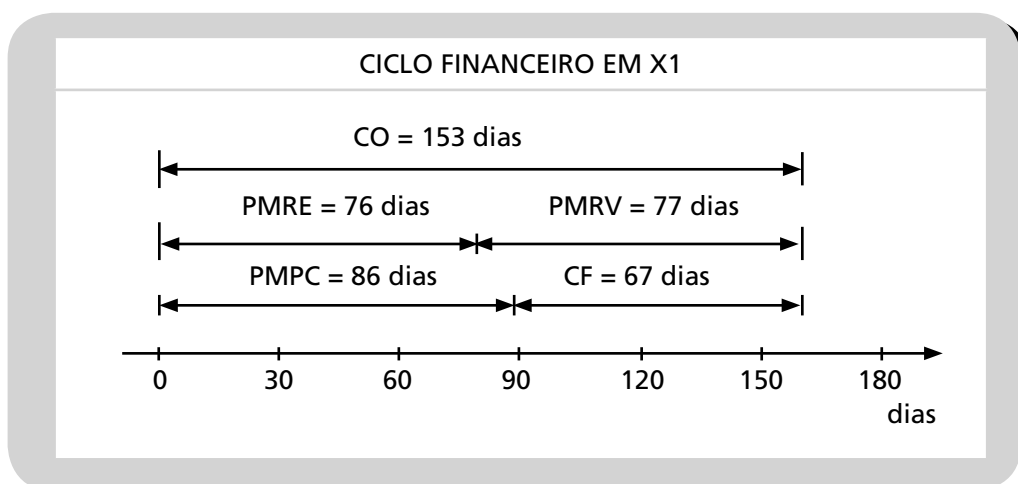 CICLO FINANCEIRO EM X1
CO = 153 dias
PMRE = 76 dias PMRV = 77 dias
PMPC = 86 dias CF = 67 dias
0 30 60 90 120 150 180
dias